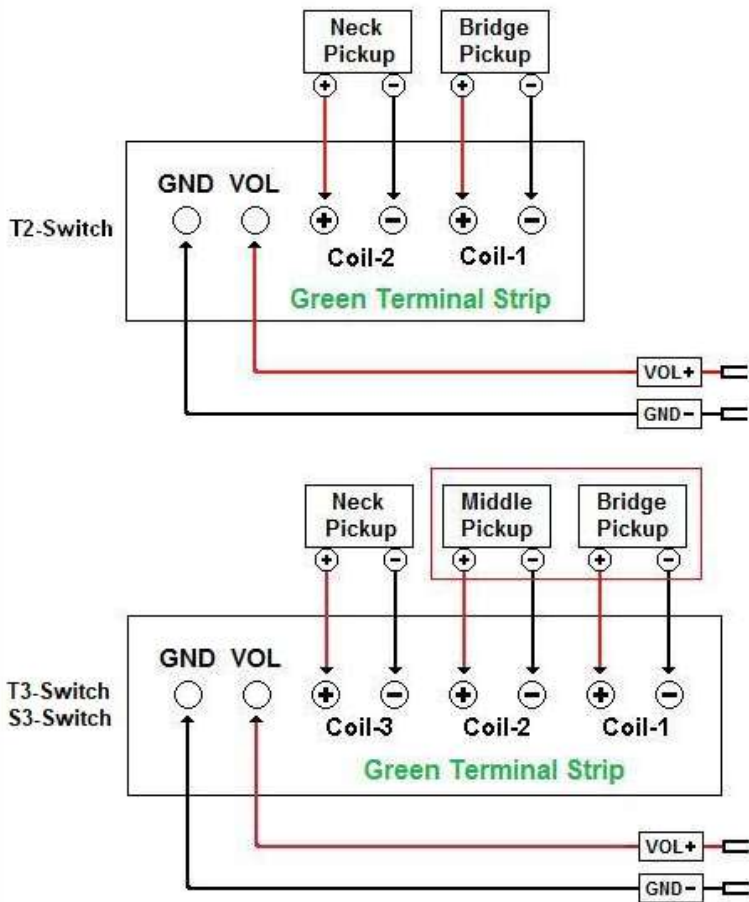 Neck
Pickup
Bridge
Pickup
+ − + −
GND VOL
T2-Switch
+ − + −
Coil-2 Coil-1
Green Terminal Strip
VOL+
GND−
Neck
Pickup
Middle
Pickup
Bridge
Pickup
+ − + − + −
GND VOL
T3-Switch
S3-Switch
+ − + − + −
Coil-3 Coil-2 Coil-1
Green Terminal Strip
VOL+
GND−